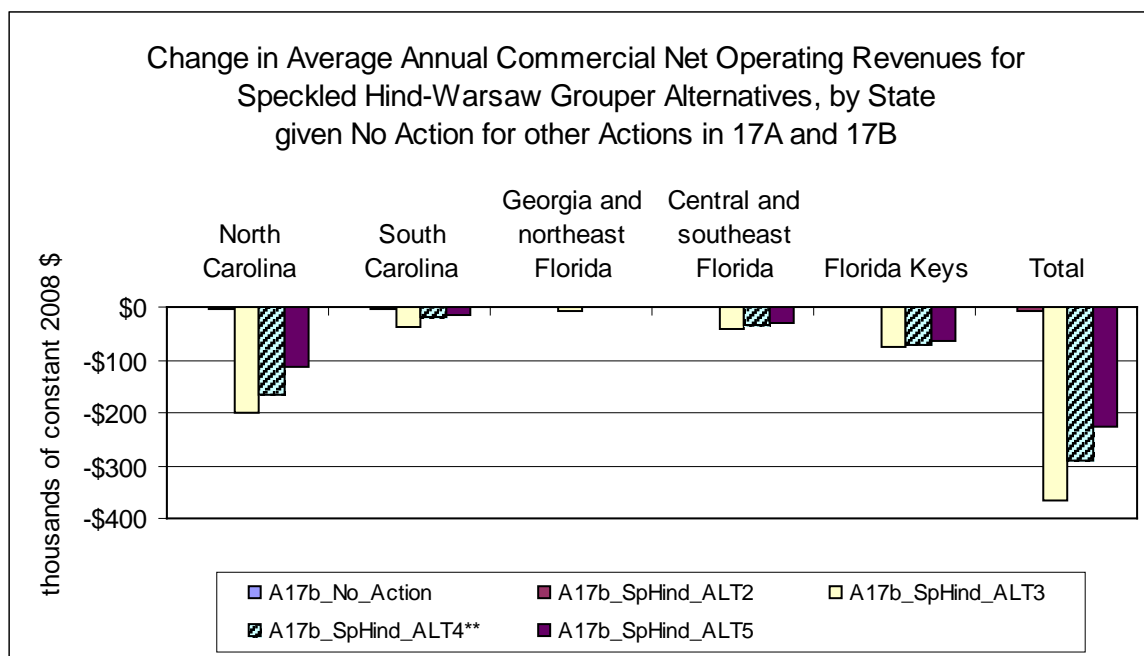 Change in Average Annual Commercial Net Operating Revenues for
Speckled Hind-Warsaw Grouper Alternatives, by State
given No Action for other Actions in 17A and 17B
North
Carolina
South
Carolina
Georgia and
northeast
Florida
Central and
southeast
Florida
Florida Keys
Total
thousands of constant 2008 $
$0
-$100
-$200
-$300
-$400
A17b_No_Action
A17b_SpHind_ALT2
A17b_SpHind_ALT3
A17b_SpHind_ALT4**
A17b_SpHind_ALT5